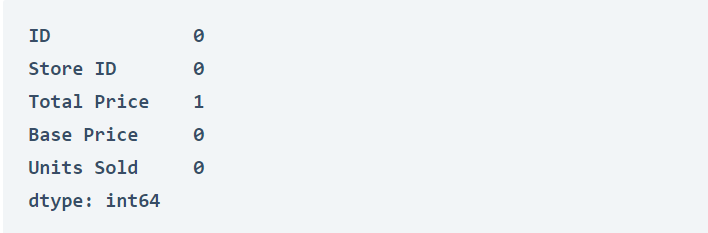 ID             0
Store ID       0
Total Price    1
Base Price     0
Units Sold     0
dtype: int64